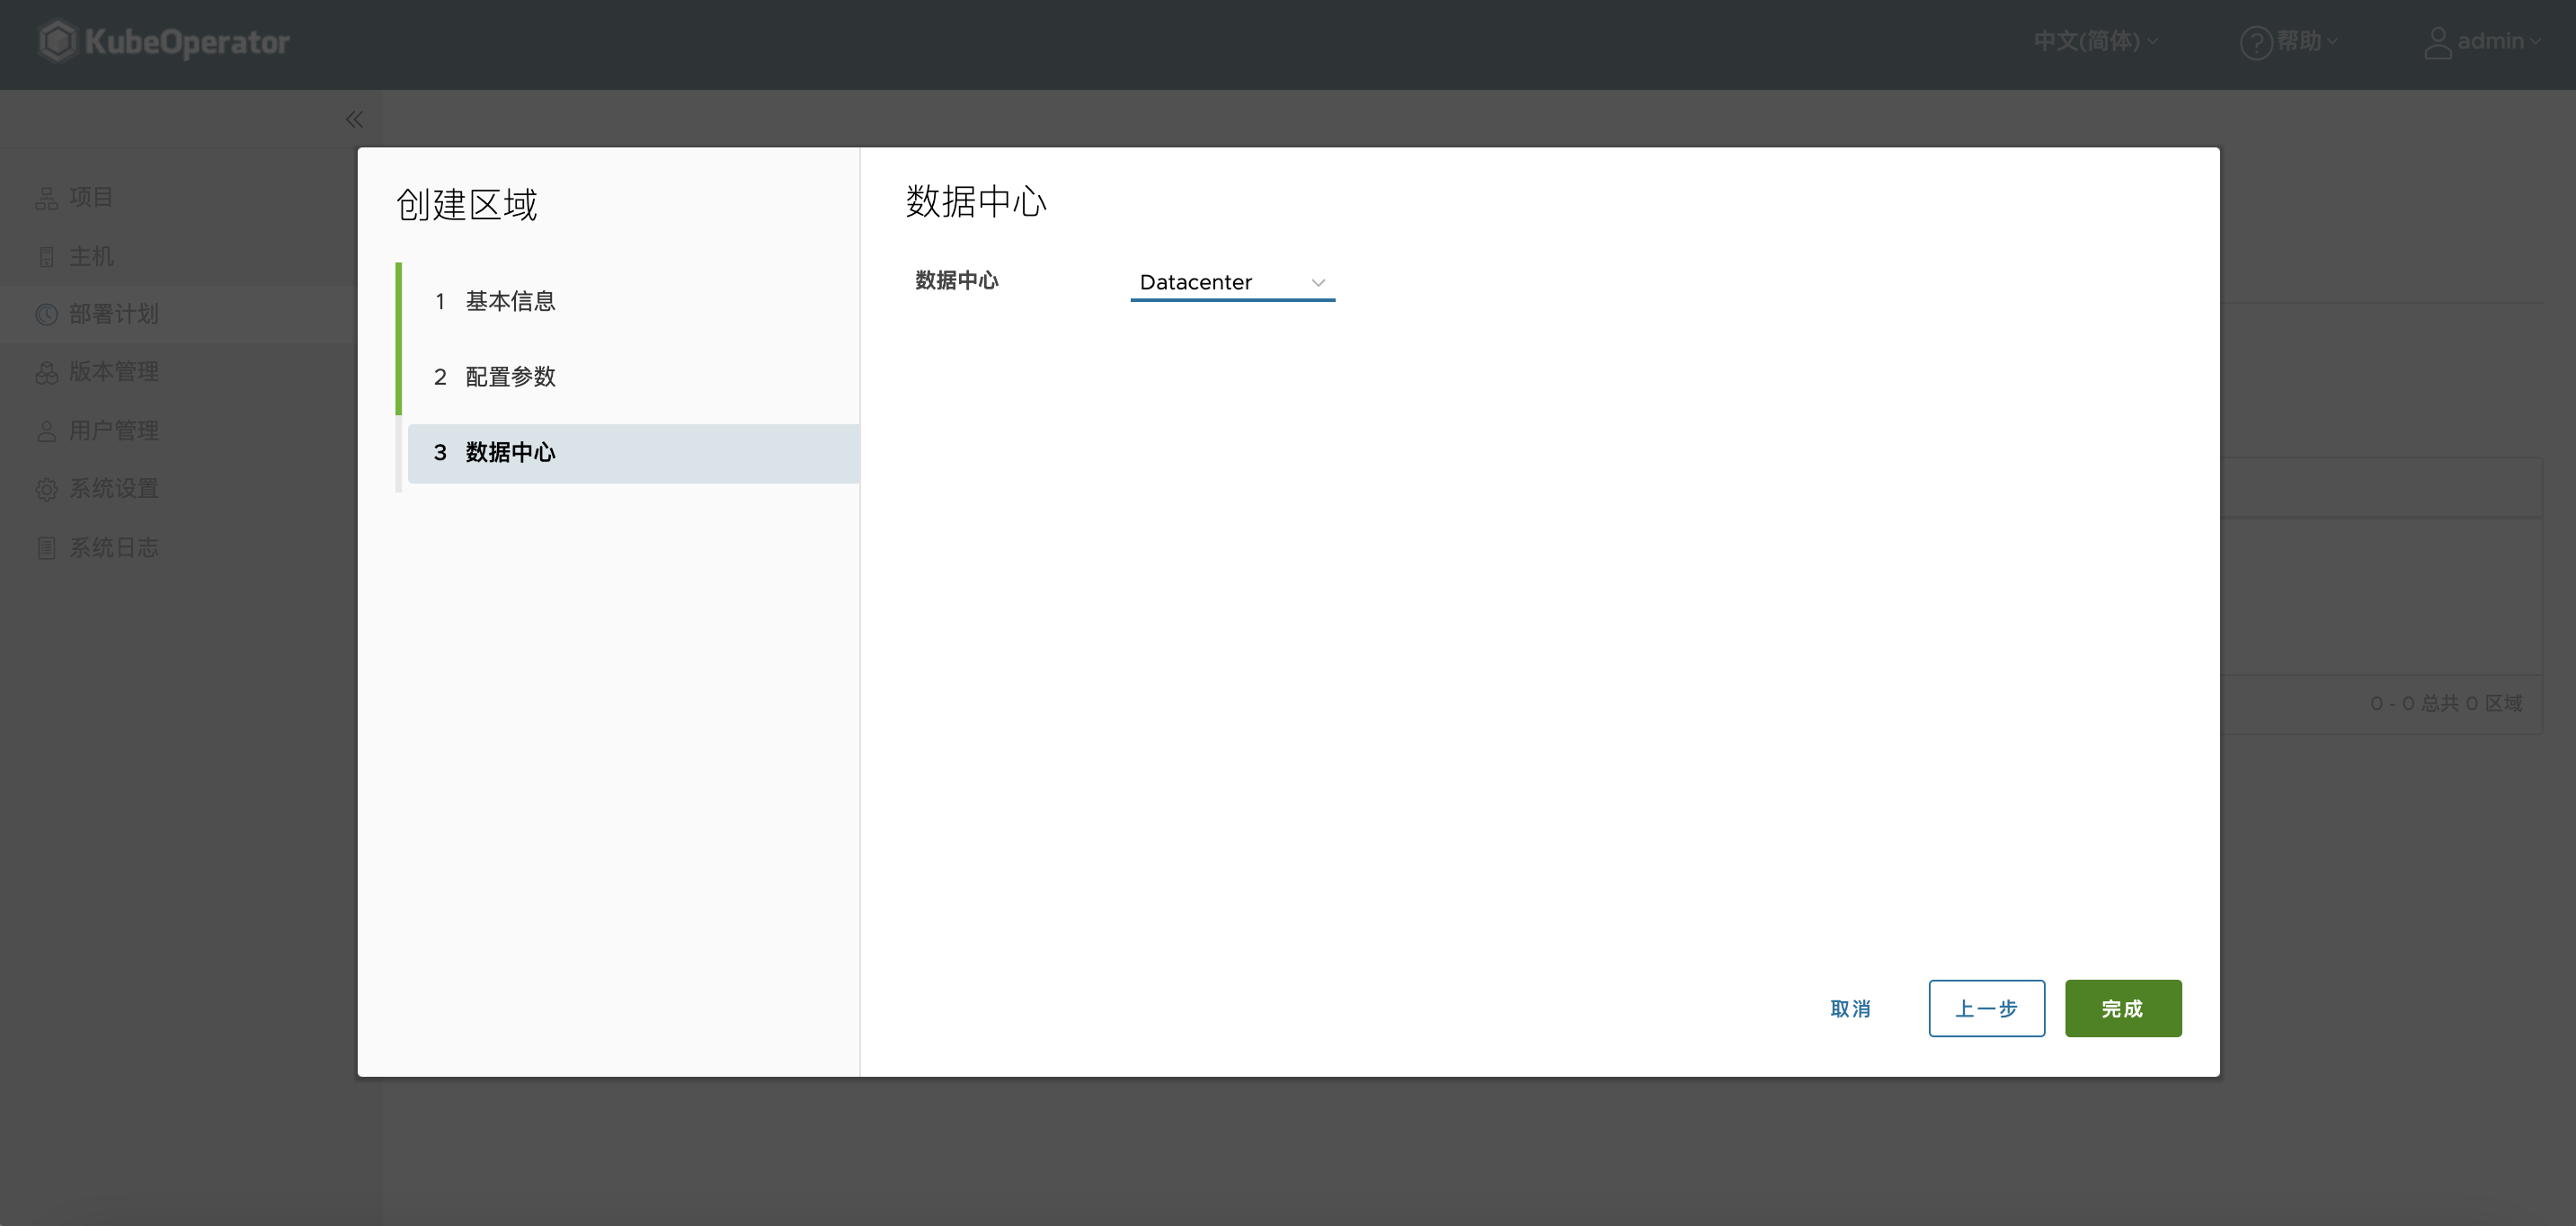 KubeOperator
中文(简体)
帮助
admin
项目
主机
部署计划
版本管理
用户管理
系统设置
系统日志
创建区域
1 基本信息
2 配置参数
3 数据中心
数据中心
数据中心 Datacenter
0 - 0 总共 0 区域
取消
上一步
完成